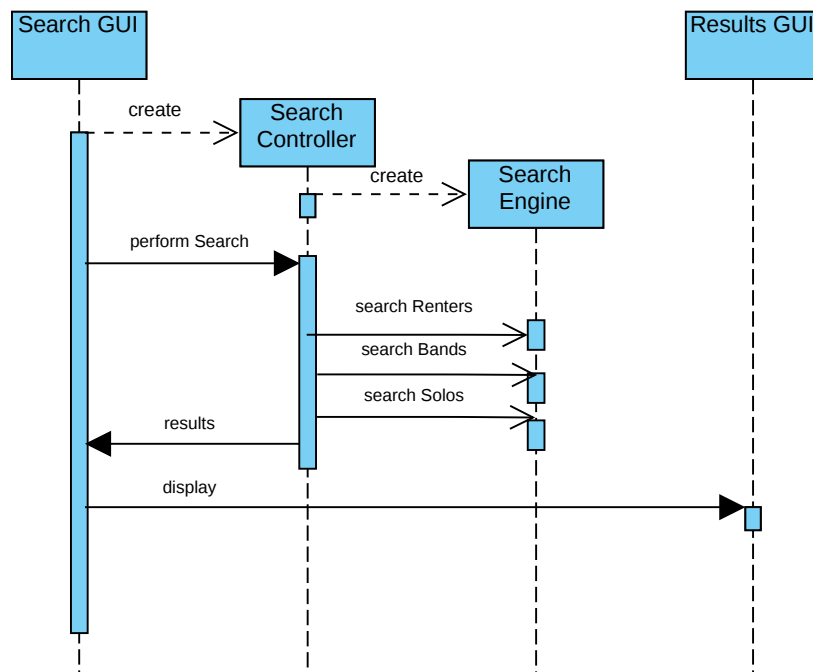 Search GUI
Results GUI
create
Search
Controller
create
Search
Engine
perform Search
search Renters
search Bands
search Solos
results
display